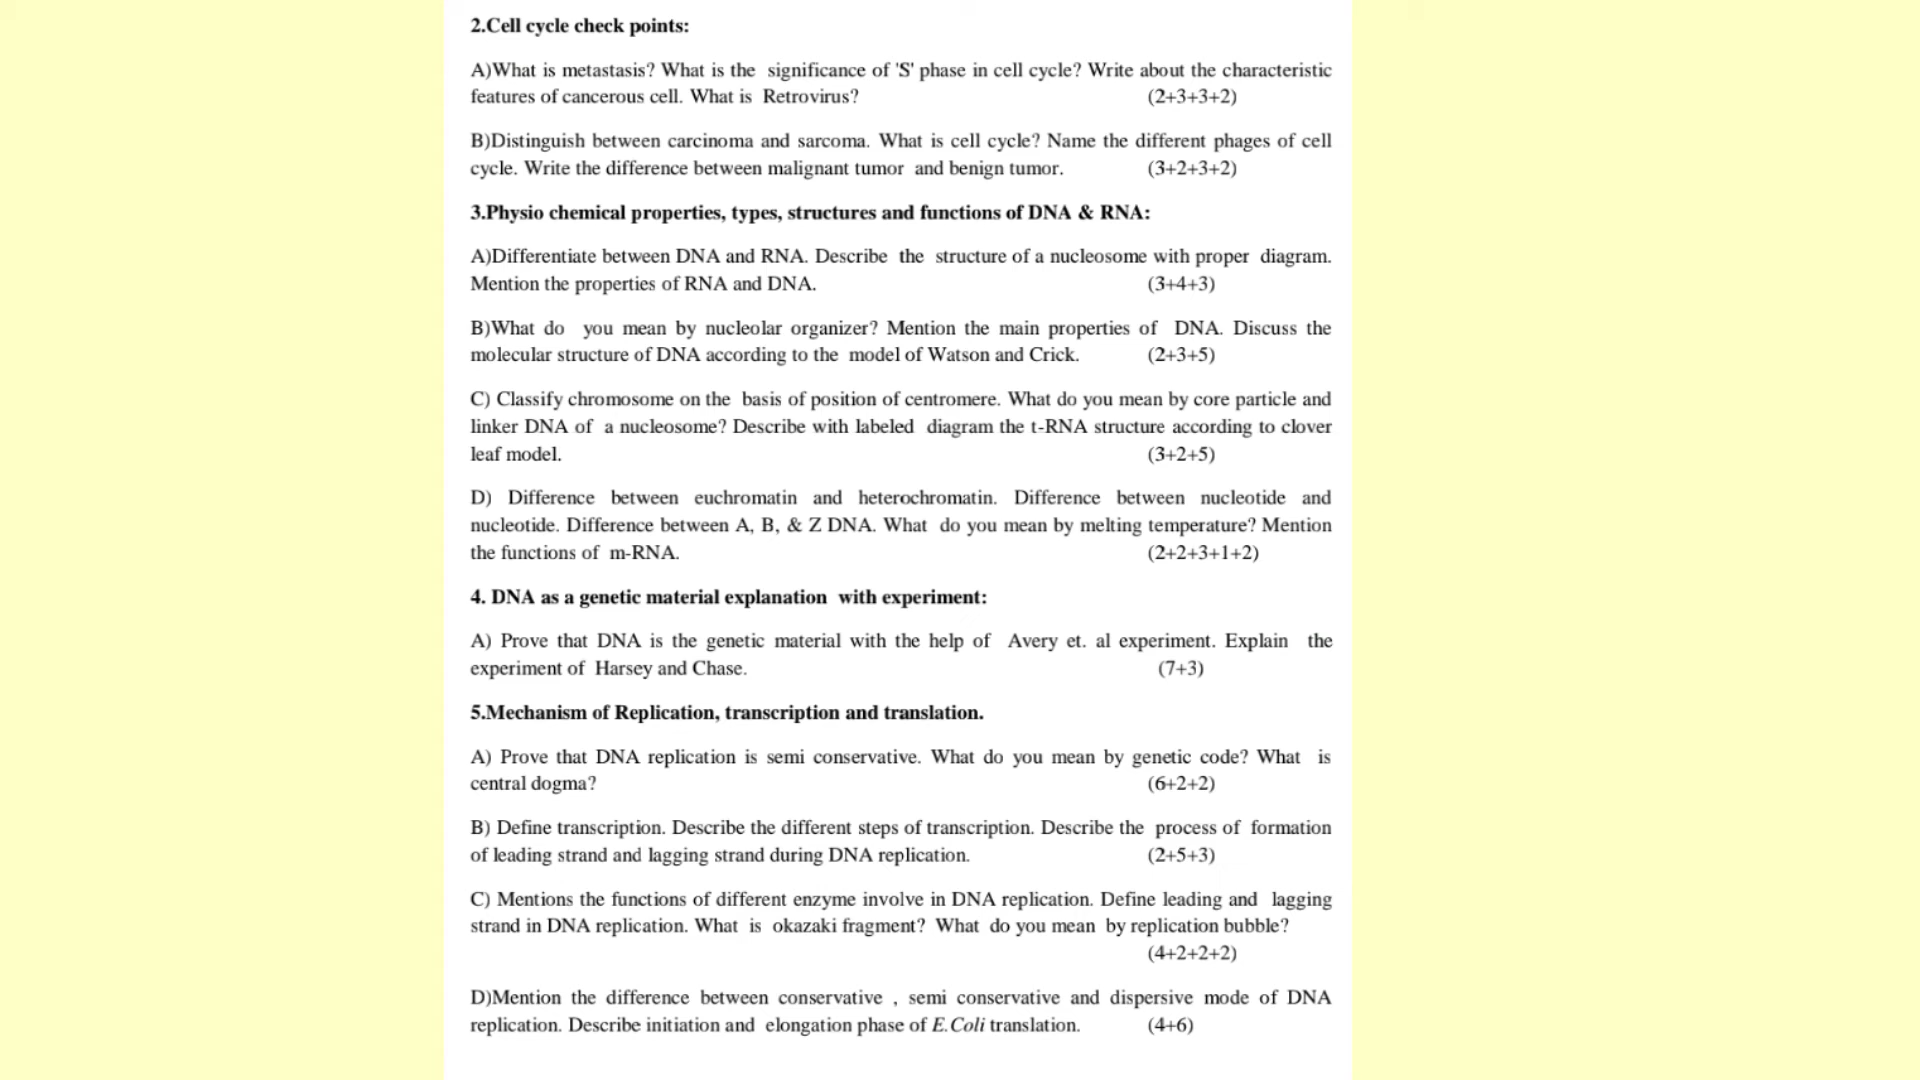 2.Cell cycle check points:
A)What is metastasis? What is the significance of 'S' phase in cell cycle? Write about the characteristic
features of cancerous cell. What is Retrovirus? (2+3+3+2)
B)Distinguish between carcinoma and sarcoma. What is cell cycle? Name the different phages of cell
cycle. Write the difference between malignant tumor and benign tumor. (3+2+3+2)
3.Physio chemical properties, types, structures and functions of DNA & RNA:
A)Differentiate between DNA and RNA. Describe the structure of a nucleosome with proper diagram.
Mention the properties of RNA and DNA. (3+4+3)
B)What do you mean by nucleolar organizer? Mention the main properties of DNA. Discuss the
molecular structure of DNA according to the model of Watson and Crick. (2+3+5)
C) Classify chromosome on the basis of position of centromere. What do you mean by core particle and
linker DNA of a nucleosome? Describe with labeled diagram the t-RNA structure according to clover
leaf model. (3+2+5)
D) Difference between euchromatin and heterochromatin. Difference between nucleotide and
nucleotide. Difference between A, B, & Z DNA. What do you mean by melting temperature? Mention
the functions of m-RNA. (2+2+3+1+2)
4. DNA as a genetic material explanation with experiment:
A) Prove that DNA is the genetic material with the help of Avery et. al experiment. Explain the
experiment of Harsey and Chase. (7+3)
5.Mechanism of Replication, transcription and translation.
A) Prove that DNA replication is semi conservative. What do you mean by genetic code? What is
central dogma? (6+2+2)
B) Define transcription. Describe the different steps of transcription. Describe the process of formation
of leading strand and lagging strand during DNA replication. (2+5+3)
C) Mentions the functions of different enzyme involve in DNA replication. Define leading and lagging
strand in DNA replication. What is okazaki fragment? What do you mean by replication bubble?
(4+2+2+2)
D)Mention the difference between conservative , semi conservative and dispersive mode of DNA
replication. Describe initiation and elongation phase of E.Coli translation. (4+6)